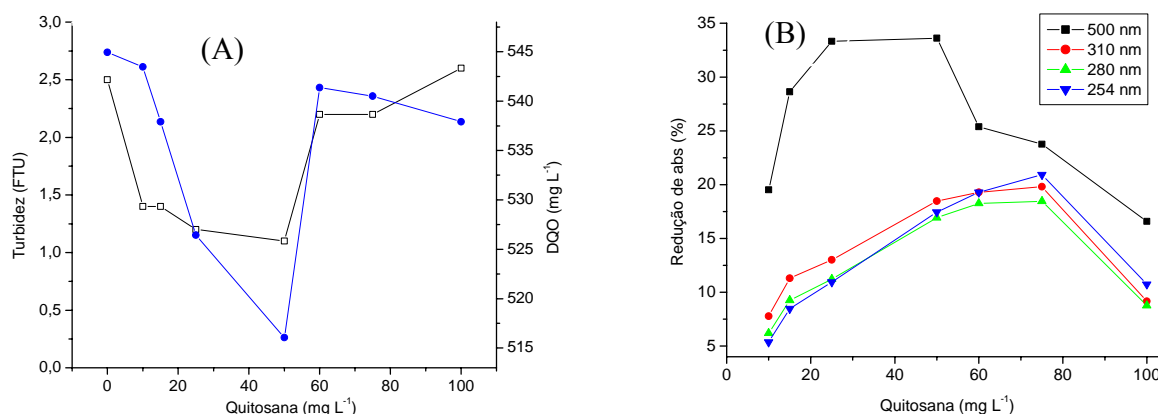 (A)
3,0
2,5
2,0
1,5
1,0
0,5
0,0
Turbidez (FTU)
0 20 40 60 80 100
Quitosana (mg L-1)
545
540
535
530
525
520
515
DQO (mg L-1)
(B)
500 nm
310 nm
280 nm
254 nm
35
30
25
20
15
10
5
Redução de abs (%)
0 20 40 60 80 100
Quitosana (mg L-1)